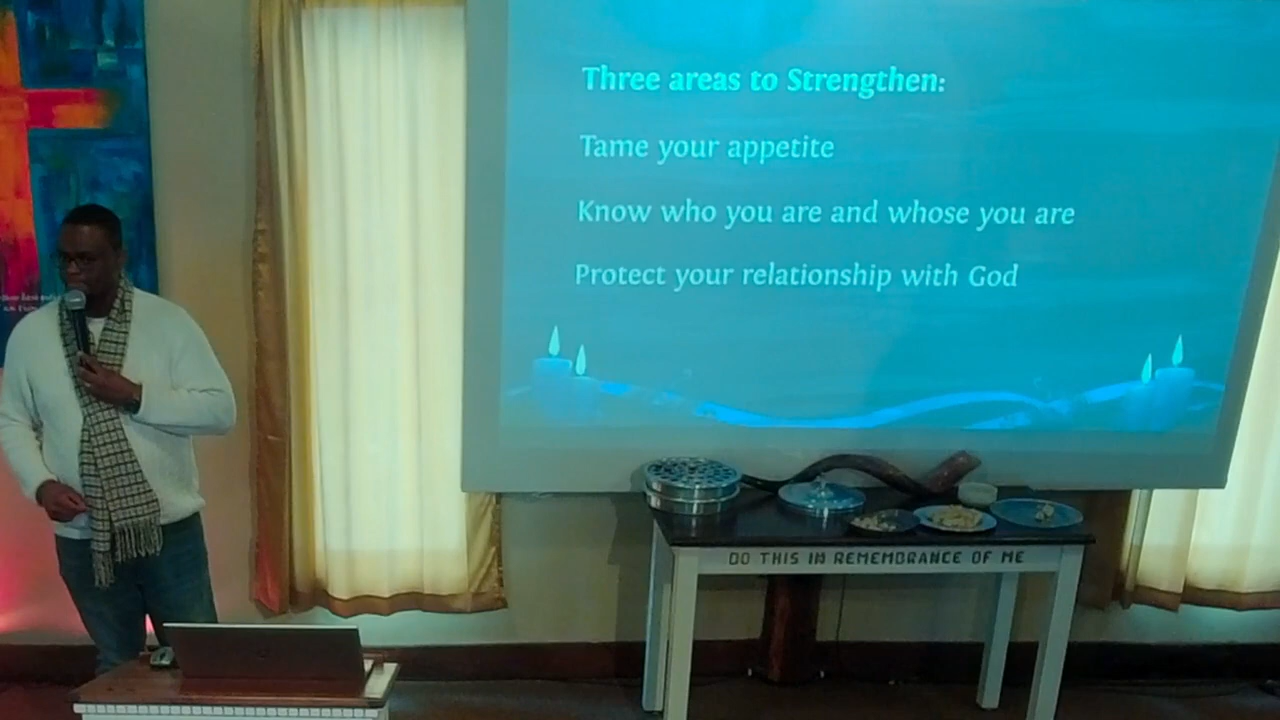 Three areas to Strengthen:
Tame your appetite
Know who you are and whose you are
Protect your relationship with God
DO THIS IN REMEMBRANCE OF ME